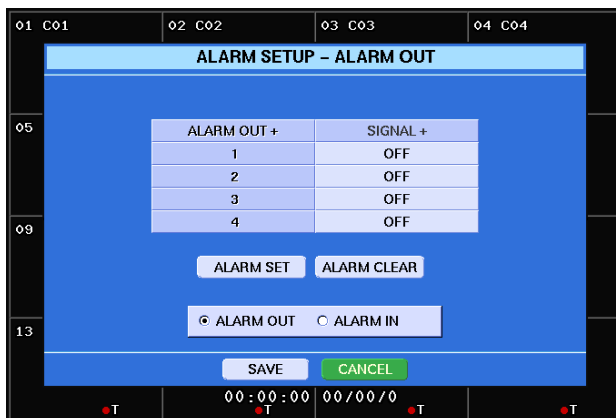 01 C01 02 C02 03 C03 04 C04
ALARM SETUP – ALARM OUT
05
ALARM OUT + SIGNAL +
1 OFF
2 OFF
3 OFF
09
4 OFF
ALARM SET ALARM CLEAR
ALARM OUT ALARM IN
13
SAVE CANCEL
00:00:00 00/00/0
T T T T